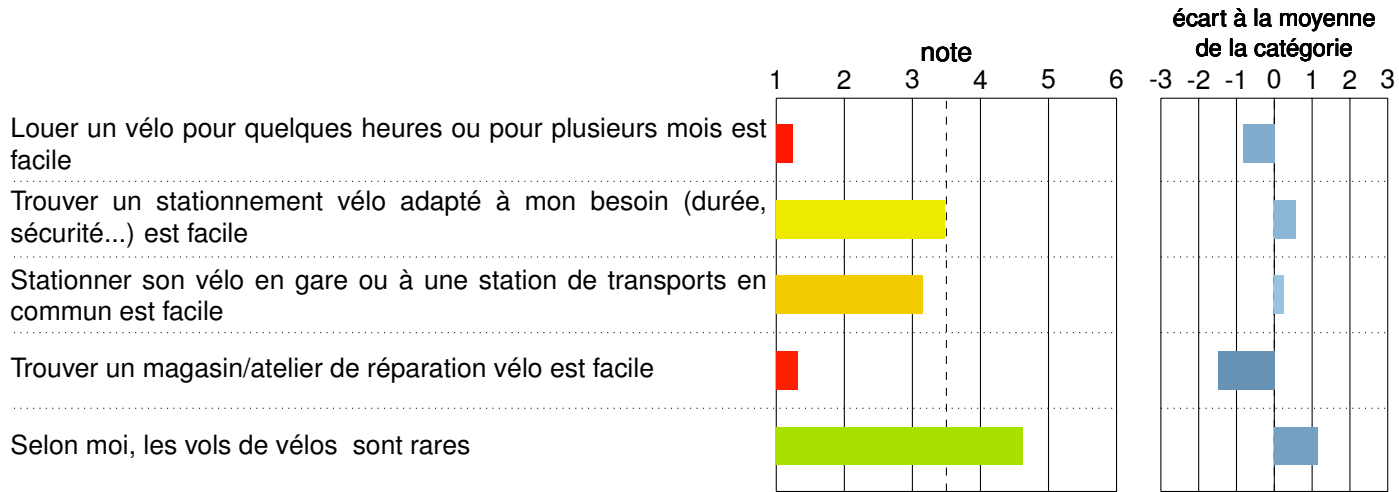 écart à la moyenne
note
de la catégorie
1 2 3 4 5 6
-3 -2 -1 0 1 2 3
Louer un vélo pour quelques heures ou pour plusieurs mois est
facile
Trouver un stationnement vélo adapté à mon besoin (durée,
sécurité...) est facile
Stationner son vélo en gare ou à une station de transports en
commun est facile
Trouver un magasin/atelier de réparation vélo est facile
Selon moi, les vols de vélos sont rares